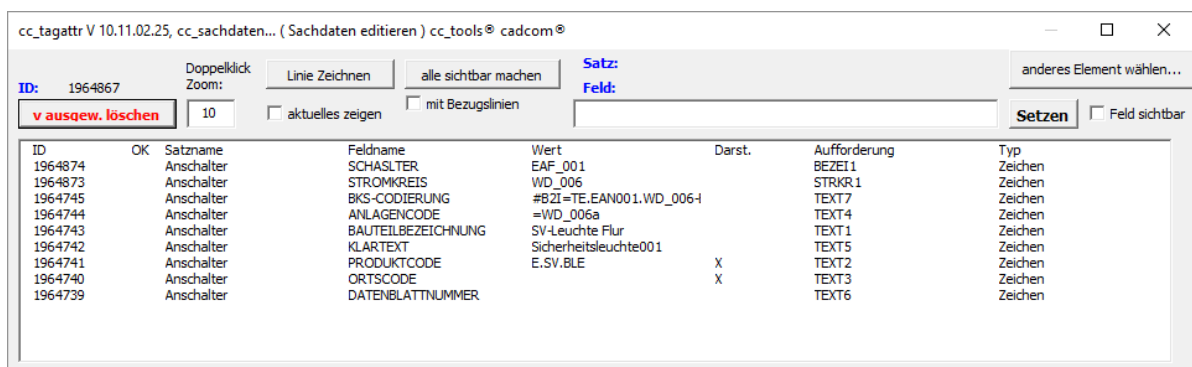 cc_tagattr V 10.11.02.25, cc_sachdaten... ( Sachdaten editieren ) cc_tools® cadcom®
ID: 1964867
Doppelklick
Zoom:
Linie Zeichnen
alle sichtbar machen
Satz:
Feld:
anderes Element wählen...
v ausgew. löschen
10
aktuelles zeigen
mit Bezugslinien
Setzen
Feld sichtbar
ID OK Satzname Feldname Wert Darst. Aufforderung Typ
1964874 Anschalter SCHASLTER EAF_001 BEZEI1 Zeichen
1964873 Anschalter STROMKREIS WD_006 STRKR1 Zeichen
1964745 Anschalter BKS-CODIERUNG #B2I=TE.EAN001.WD_006-I TEXT7 Zeichen
1964744 Anschalter ANLAGENCODE =WD_006a TEXT4 Zeichen
1964743 Anschalter BAUTEILBEZEICHNUNG SV-Leuchte Flur TEXT1 Zeichen
1964742 Anschalter KLARTEXT Sicherheitsleuchte001 TEXT5 Zeichen
1964741 Anschalter PRODUKTCODE E.SV.BLE X TEXT2 Zeichen
1964740 Anschalter ORTSCODE X TEXT3 Zeichen
1964739 Anschalter DATENBLATTNUMMER TEXT6 Zeichen